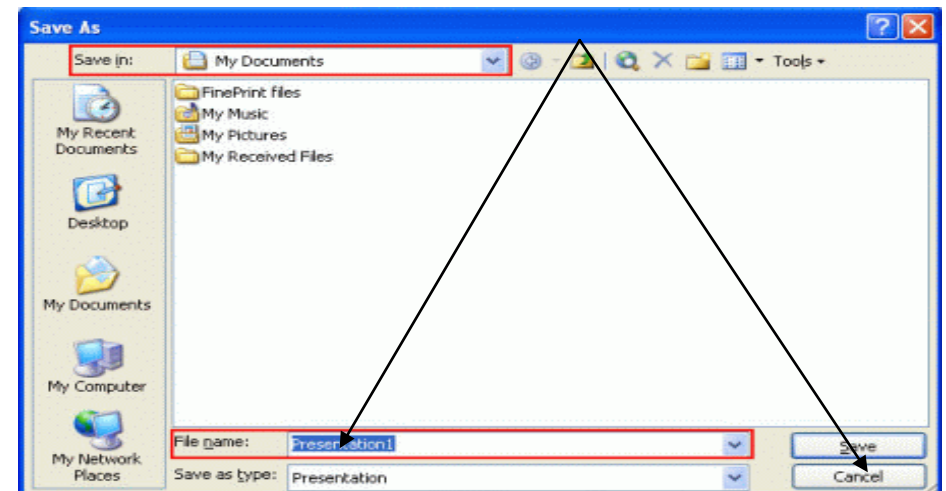 Save As
Save in:
My Documents
Tools
FinePrint files
My Music
My Pictures
My Received Files
My Recent
Documents
Desktop
My Documents
My Computer
My Network
Places
File name:
Presentation1
Save
Save as type:
Presentation
Cancel